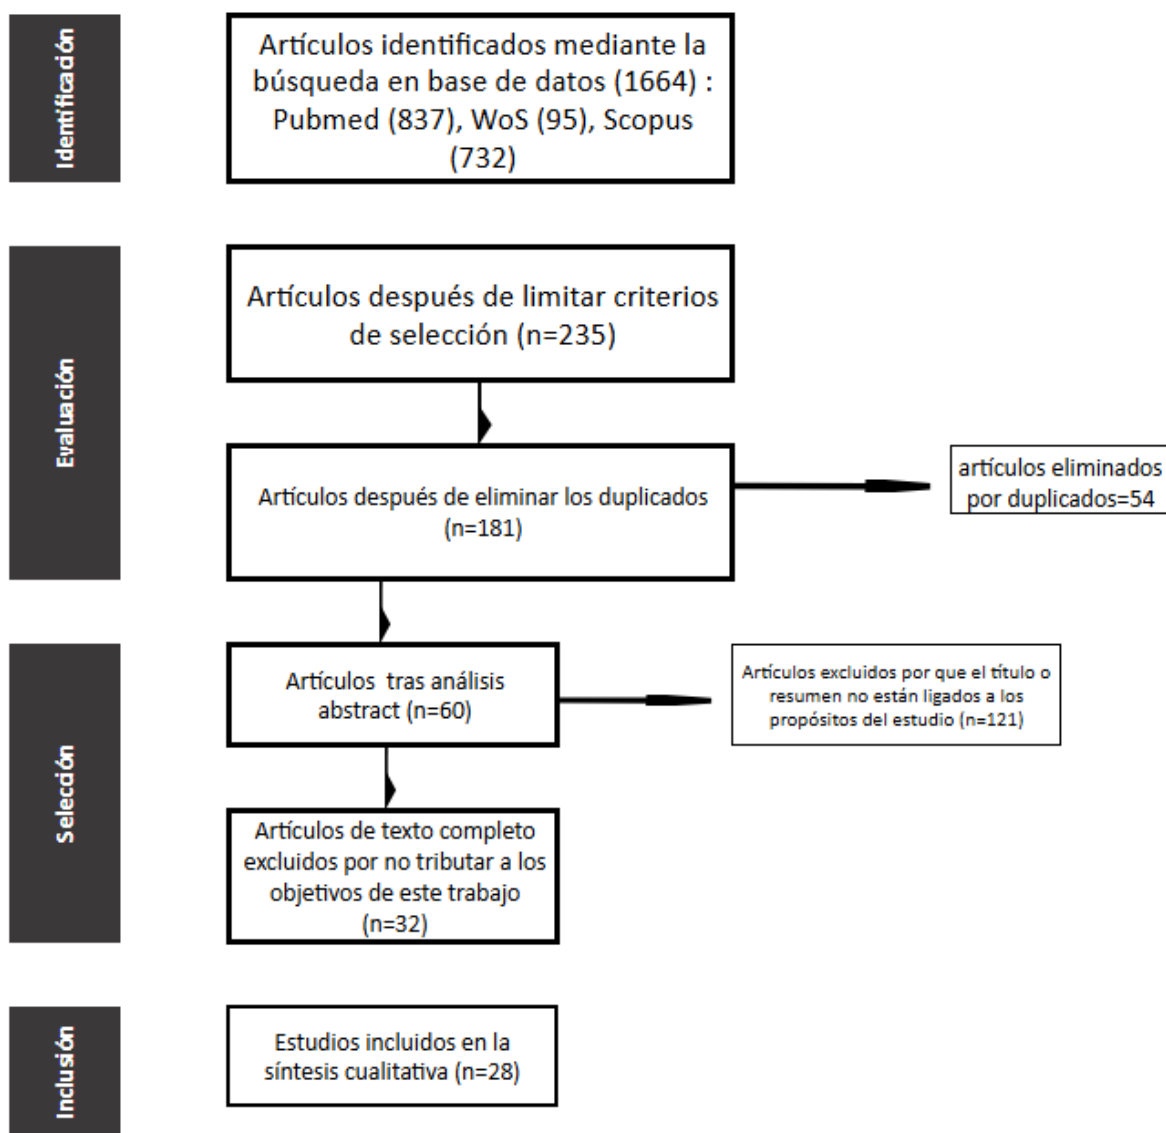 Identificación
Artículos identificados mediante la
búsqueda en base de datos (1664) :
Pubmed (837), WoS (95), Scopus
(732)
Evaluación
Artículos después de limitar criterios
de selección (n=235)
Artículos después de eliminar los duplicados
(n=181)
artículos eliminados
por duplicados=54
Selección
Artículos  tras análisis
abstract (n=60)
Artículos excluidos por que el título o
resumen no están ligados a los
propósitos del estudio (n=121)
Artículos de texto completo
excluidos por no tributar a los
objetivos de este trabajo
(n=32)
Inclusión
Estudios incluidos en la
síntesis cualitativa (n=28)